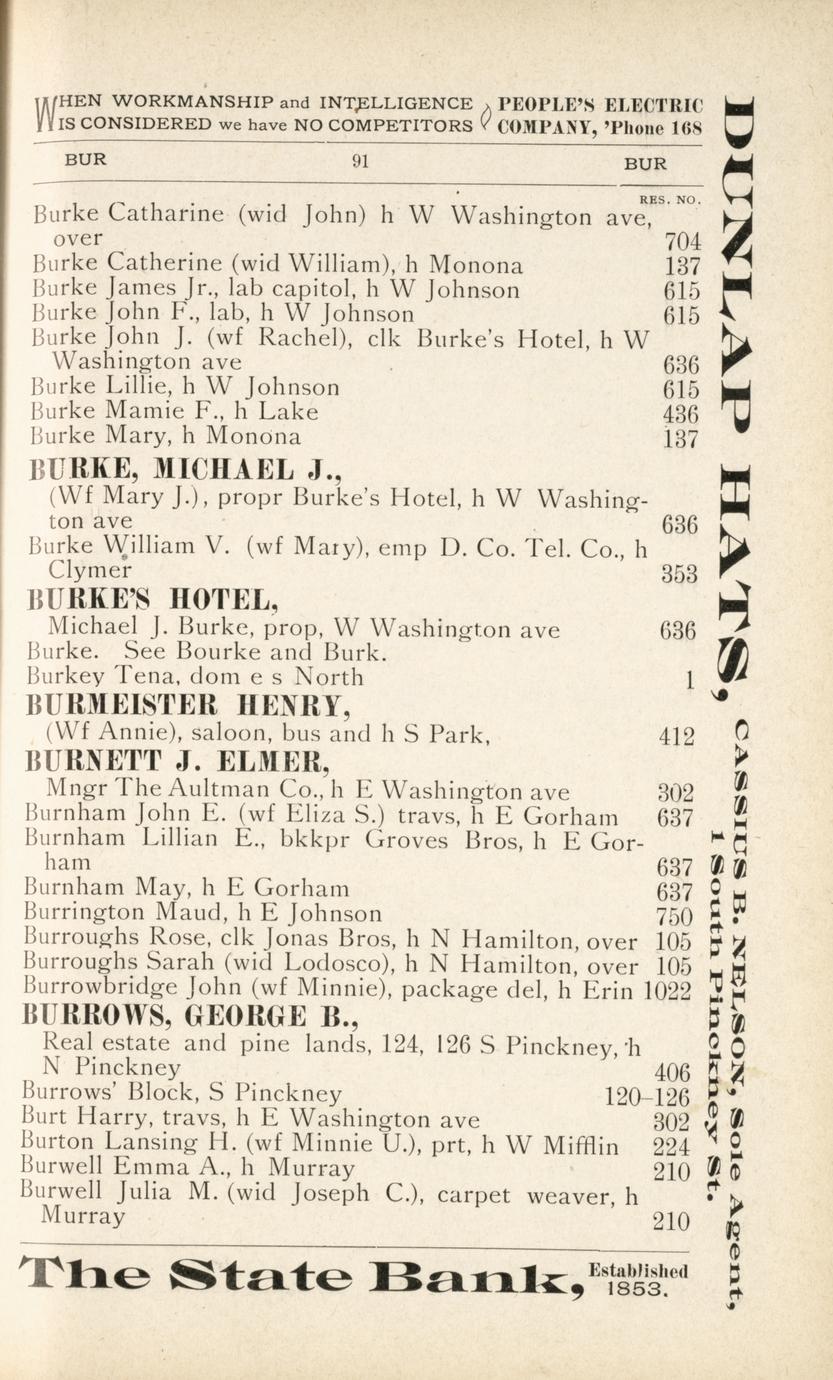 WHEN WORKMANSHIP and INTELLIGENCE PEOPLE'S ELECTRIC
IS CONSIDERED we have NO COMPETITORS COMPANY, 'Phone 168
BUR 91 BUR
RES. NO.
Burke Catharine (wid John) h W Washington ave,
over 704
Burke Catherine (wid William), h Monona 137
Burke James Jr., lab capitol, h W Johnson 615
Burke John F., lab, h W Johnson 615
Burke John J. (wf Rachel), clk Burke's Hotel, h W
Washington ave 636
Burke Lillie, h W Johnson 615
Burke Mamie F., h Lake 436
Burke Mary, h Monona 137
BURKE, MICHAEL J.,
(Wf Mary J.), propr Burke's Hotel, h W Washing-
ton ave 636
Burke William V. (wf Mary), emp D. Co. Tel. Co., h
Clymer 353
BURKE'S HOTEL,
Michael J. Burke, prop, W Washington ave 636
Burke. See Bourke and Burk.
Burkey Tena, dom e s North 1
BURMEISTER HENRY,
(Wf Annie), saloon, bus and h S Park, 412
BURNETT J. ELMER,
Mngr The Aultman Co., h E Washington ave 302
Burnham John E. (wf Eliza S.) travs, h E Gorham 637
Burnham Lillian E., bkkpr Groves Bros, h E Gor-
ham 637
Burnham May, h E Gorham 637
Burrington Maud, h E Johnson 750
Burroughs Rose, clk Jonas Bros, h N Hamilton, over 105
Burroughs Sarah (wid Lodosco), h N Hamilton, over 105
Burrowbridge John (wf Minnie), package del, h Erin 1022
BURROWS, GEORGE B.,
Real estate and pine lands, 124, 126 S Pinckney, h
N Pinckney 406
Burrows' Block, S Pinckney 120–126
Burt Harry, travs, h E Washington ave 302
Burton Lansing H. (wf Minnie U.), prt, h W Mifflin 224
Burwell Emma A., h Murray 210
Burwell Julia M. (wid Joseph C.), carpet weaver, h
Murray 210
The State Bank, Established
1853.
DUNLAP HATS, CASSIUS B. NELSON, Sole Agent,
1 South Pinckney St.